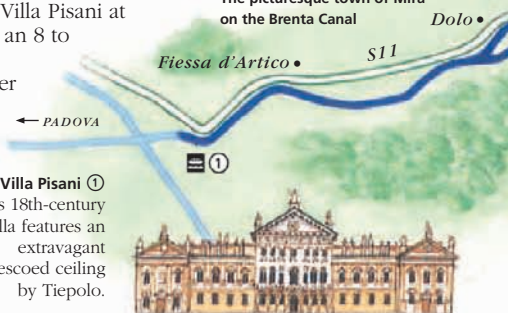 Villa Pisani at
an 8 to
er
The picturesque town of Mira
on the Brenta Canal
Dolo
S11
Fiessa d'Artico
← PADOVA
①
Villa Pisani ①
s 18th-century
lla features an
extravagant
escoed ceiling
by Tiepolo.